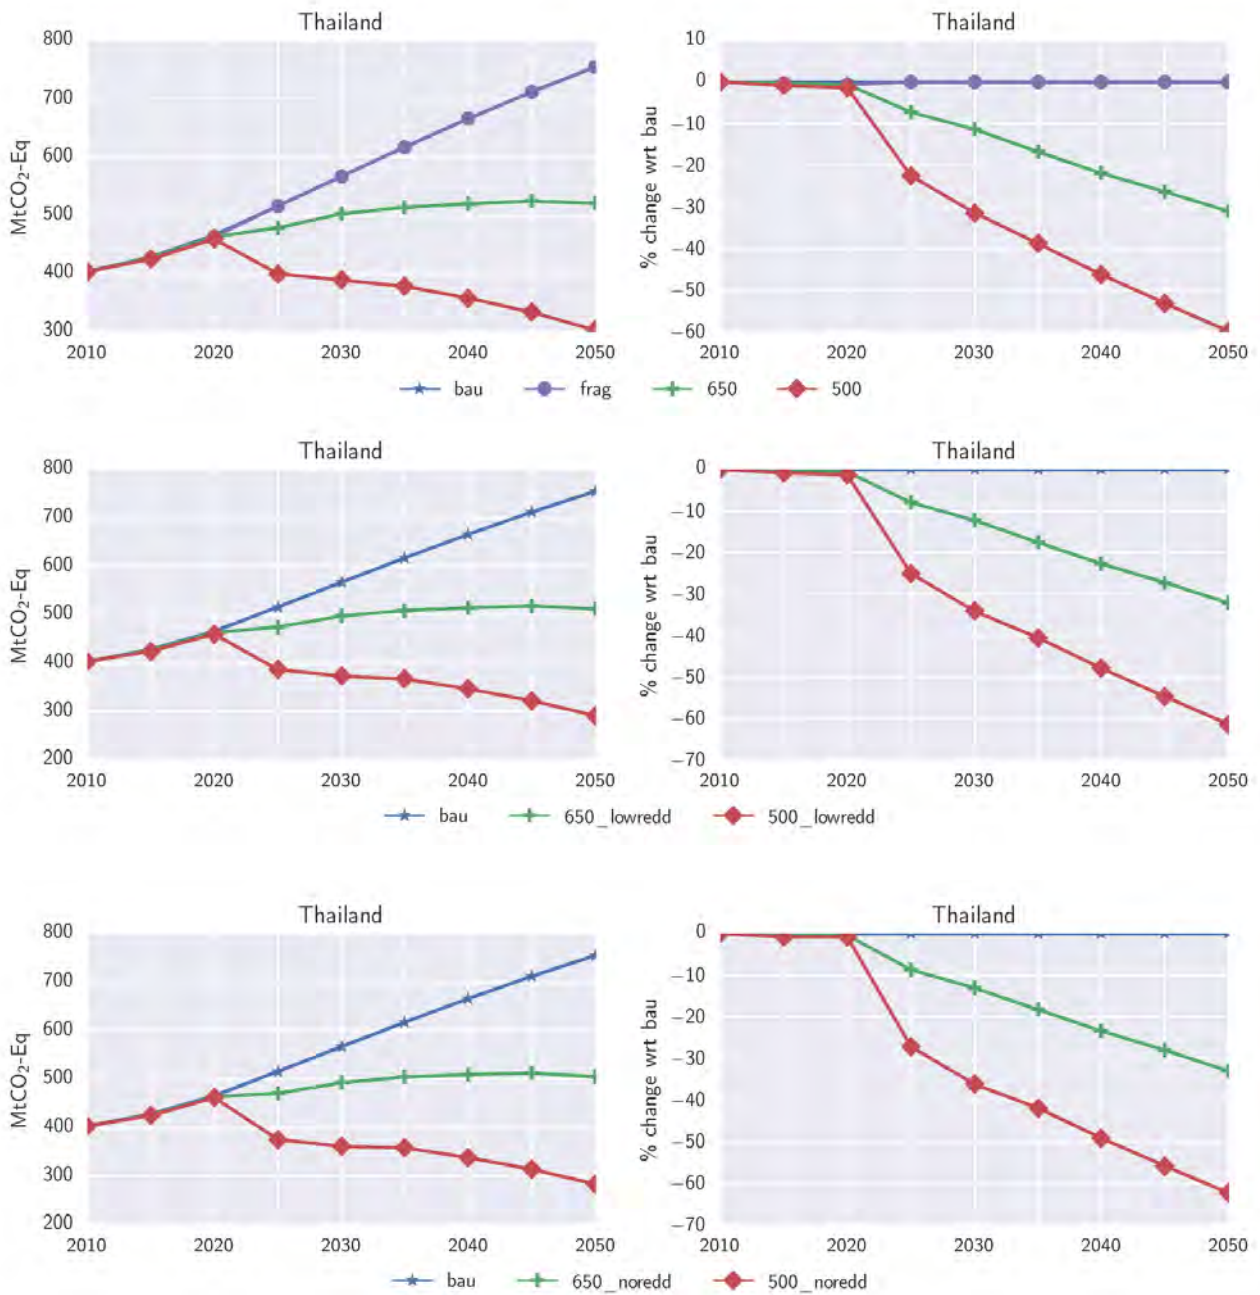 Thailand
Thailand
800
700
600
500
400
300
MtCO₂-Eq
2010 2020 2030 2040 2050
10
0
−10
−20
−30
−40
−50
−60
% change wrt bau
2010 2020 2030 2040 2050
bau frag 650 500
Thailand
Thailand
800
700
600
500
400
300
200
MtCO₂-Eq
2010 2020 2030 2040 2050
0
−10
−20
−30
−40
−50
−60
−70
% change wrt bau
2010 2020 2030 2040 2050
bau 650_lowredd 500_lowredd
Thailand
Thailand
800
700
600
500
400
300
200
MtCO₂-Eq
2010 2020 2030 2040 2050
0
−10
−20
−30
−40
−50
−60
−70
% change wrt bau
2010 2020 2030 2040 2050
bau 650_noredd 500_noredd